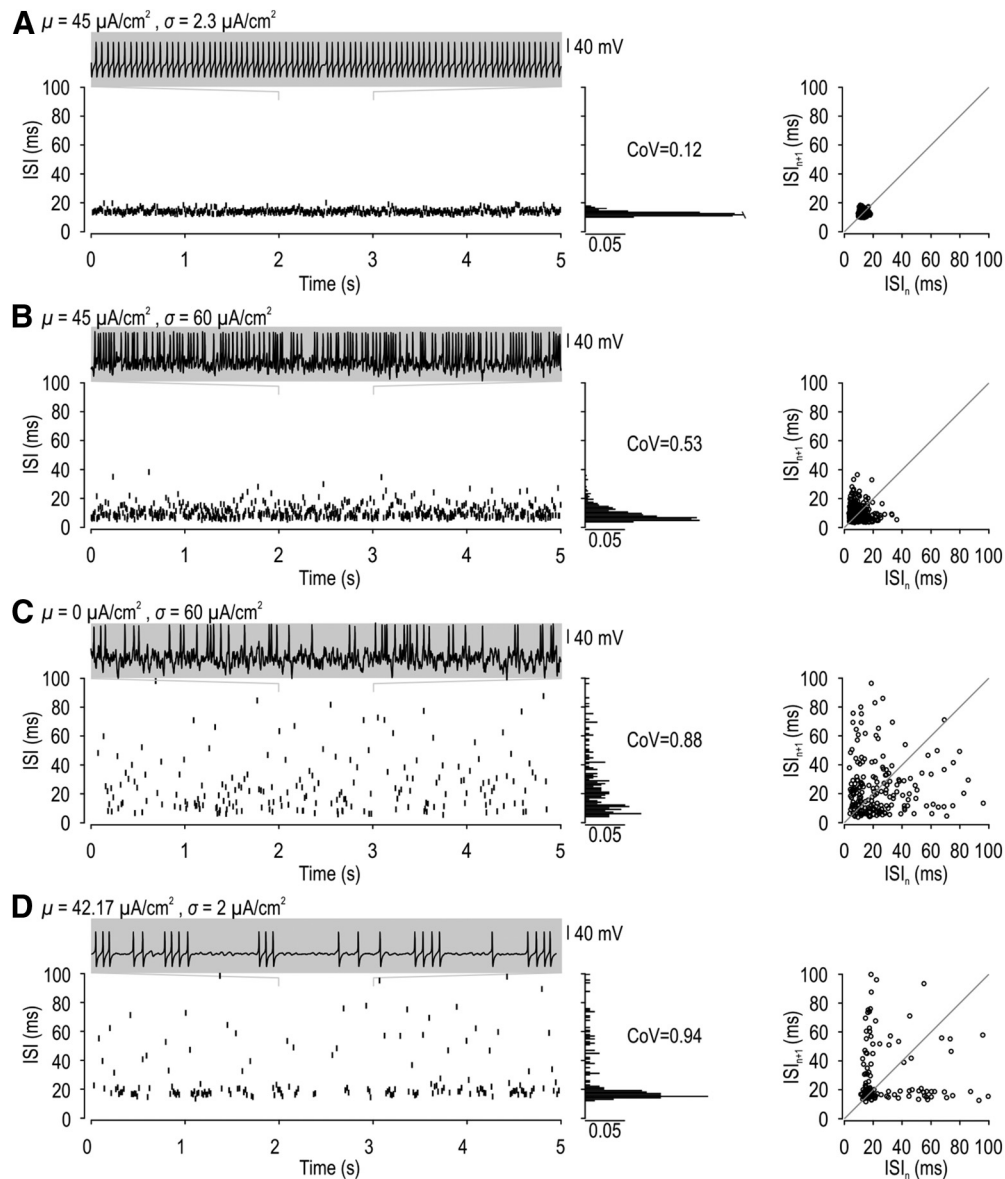 A μ = 45 μA/cm² , σ = 2.3 μA/cm²
40 mV
ISI (ms)
100
80
60
40
20
0
0 1 2 3 4 5
Time (s)
CoV=0.12
0.05
ISIₙ₊₁ (ms)
100
80
60
40
20
0
0 20 40 60 80 100
ISIₙ (ms)
B μ = 45 μA/cm² , σ = 60 μA/cm²
40 mV
ISI (ms)
100
80
60
40
20
0
0 1 2 3 4 5
Time (s)
CoV=0.53
0.05
ISIₙ₊₁ (ms)
100
80
60
40
20
0
0 20 40 60 80 100
ISIₙ (ms)
C μ = 0 μA/cm² , σ = 60 μA/cm²
40 mV
ISI (ms)
100
80
60
40
20
0
0 1 2 3 4 5
Time (s)
CoV=0.88
0.05
ISIₙ₊₁ (ms)
100
80
60
40
20
0
0 20 40 60 80 100
ISIₙ (ms)
D μ = 42.17 μA/cm² , σ = 2 μA/cm²
40 mV
ISI (ms)
100
80
60
40
20
0
0 1 2 3 4 5
Time (s)
CoV=0.94
0.05
ISIₙ₊₁ (ms)
100
80
60
40
20
0
0 20 40 60 80 100
ISIₙ (ms)